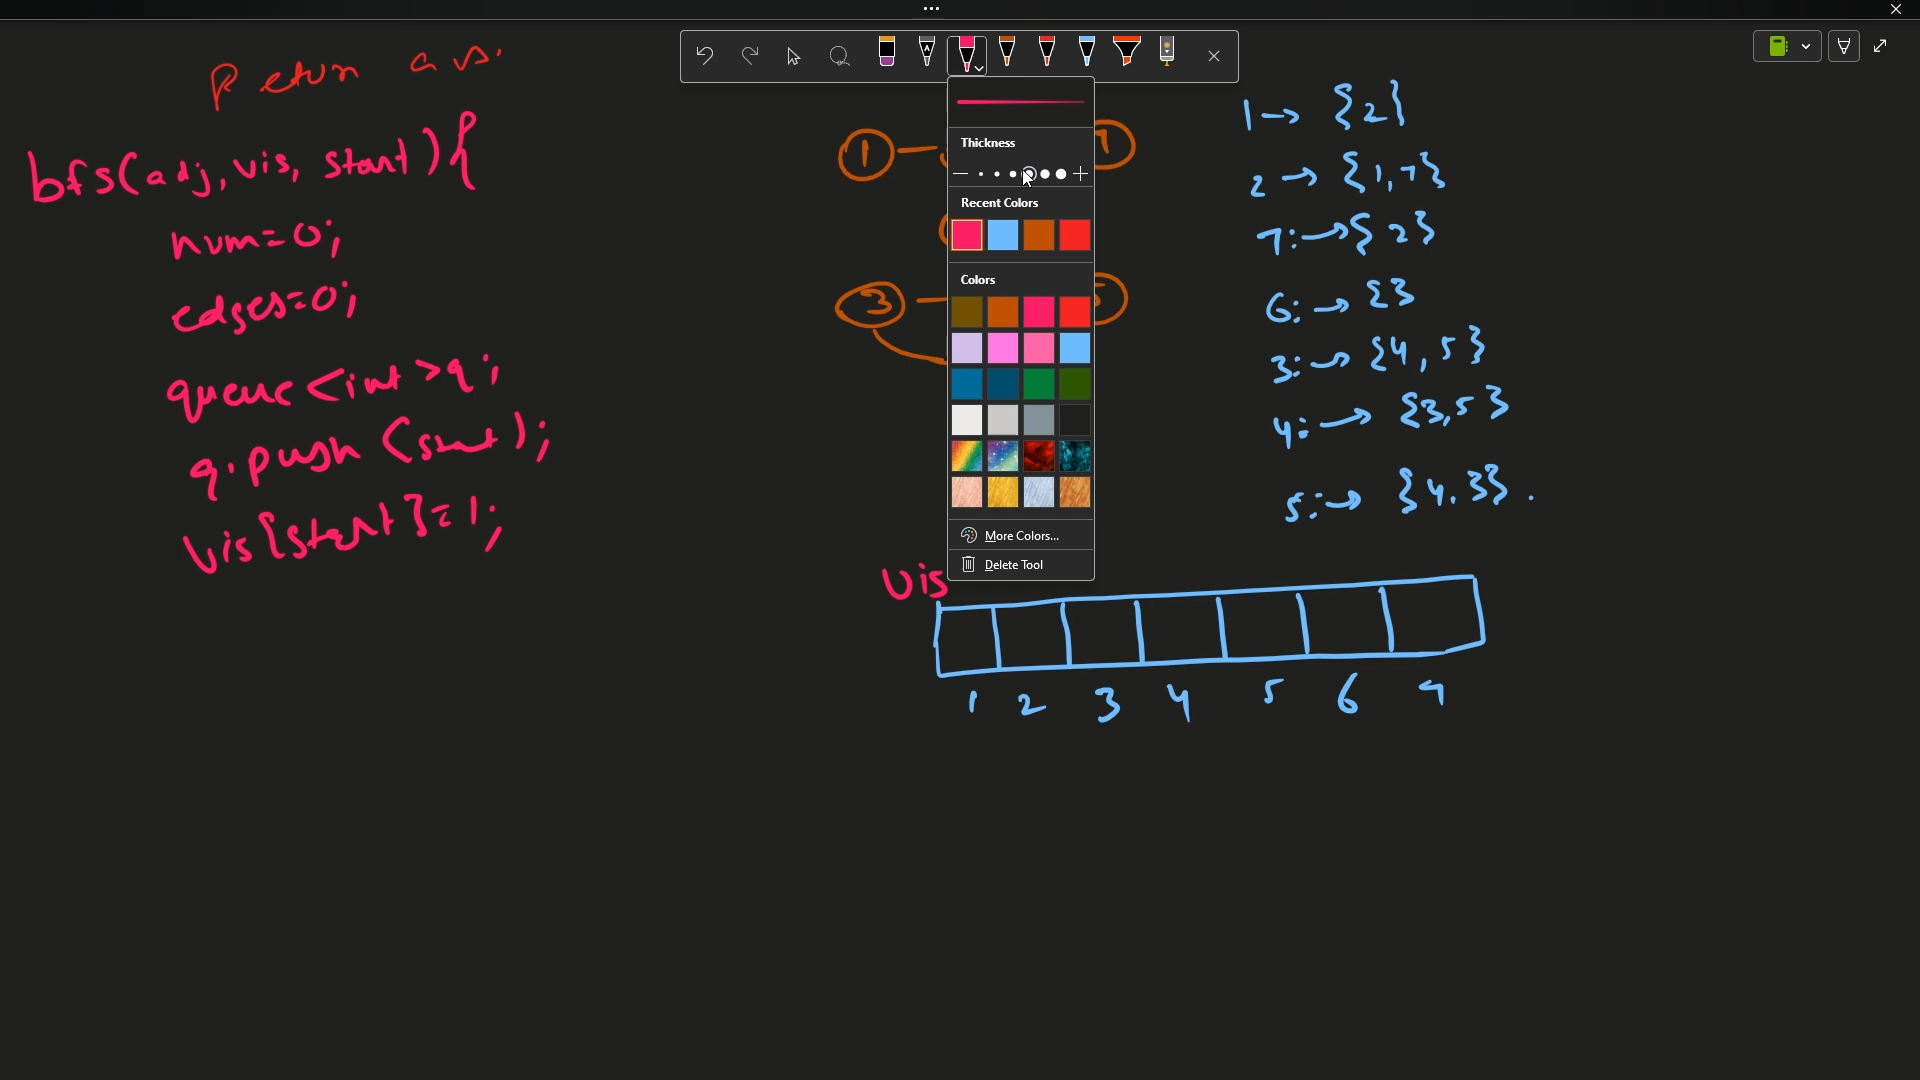 Return ans.
bfs(adj, vis, start){
num=0;
edges=0;
queue<int>q;
q.push(start);
vis[start]=1;
1
7
3
5
Thickness
Recent Colors
Colors
More Colors...
Delete Tool
1 → {2}
2 → {1,7}
7: → {2}
6: → {}
3: → {4, 5}
4: → {3,5}
5: → {4,3}.
vis
1 2 3 4 5 6 7